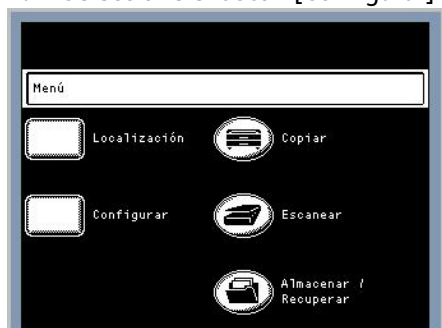 Menú
Localización
Copiar
Configurar
Escanear
Almacenar /
Recuperar